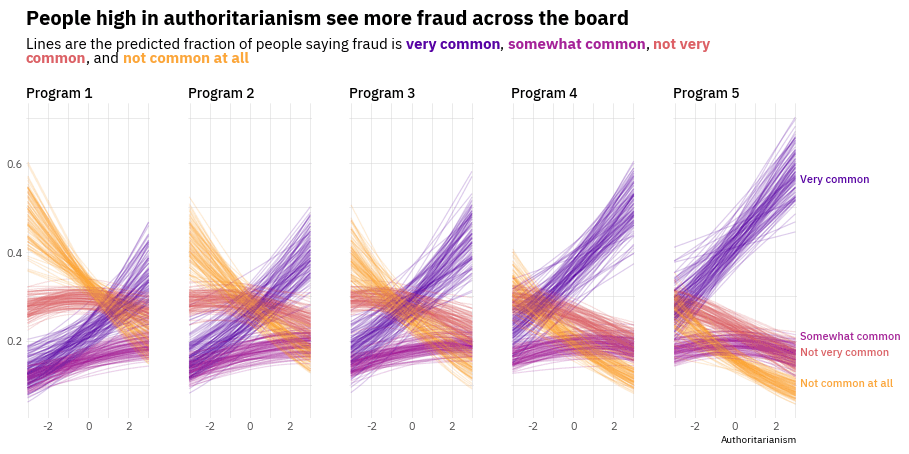 People high in authoritarianism see more fraud across the board
Lines are the predicted fraction of people saying fraud is very common, somewhat common, not very
common, and not common at all
Program 1
Program 2
Program 3
Program 4
Program 5
0.6
0.4
0.2
Very common
Somewhat common
Not very common
Not common at all
-2 0 2
-2 0 2
-2 0 2
-2 0 2
-2 0 2
Authoritarianism